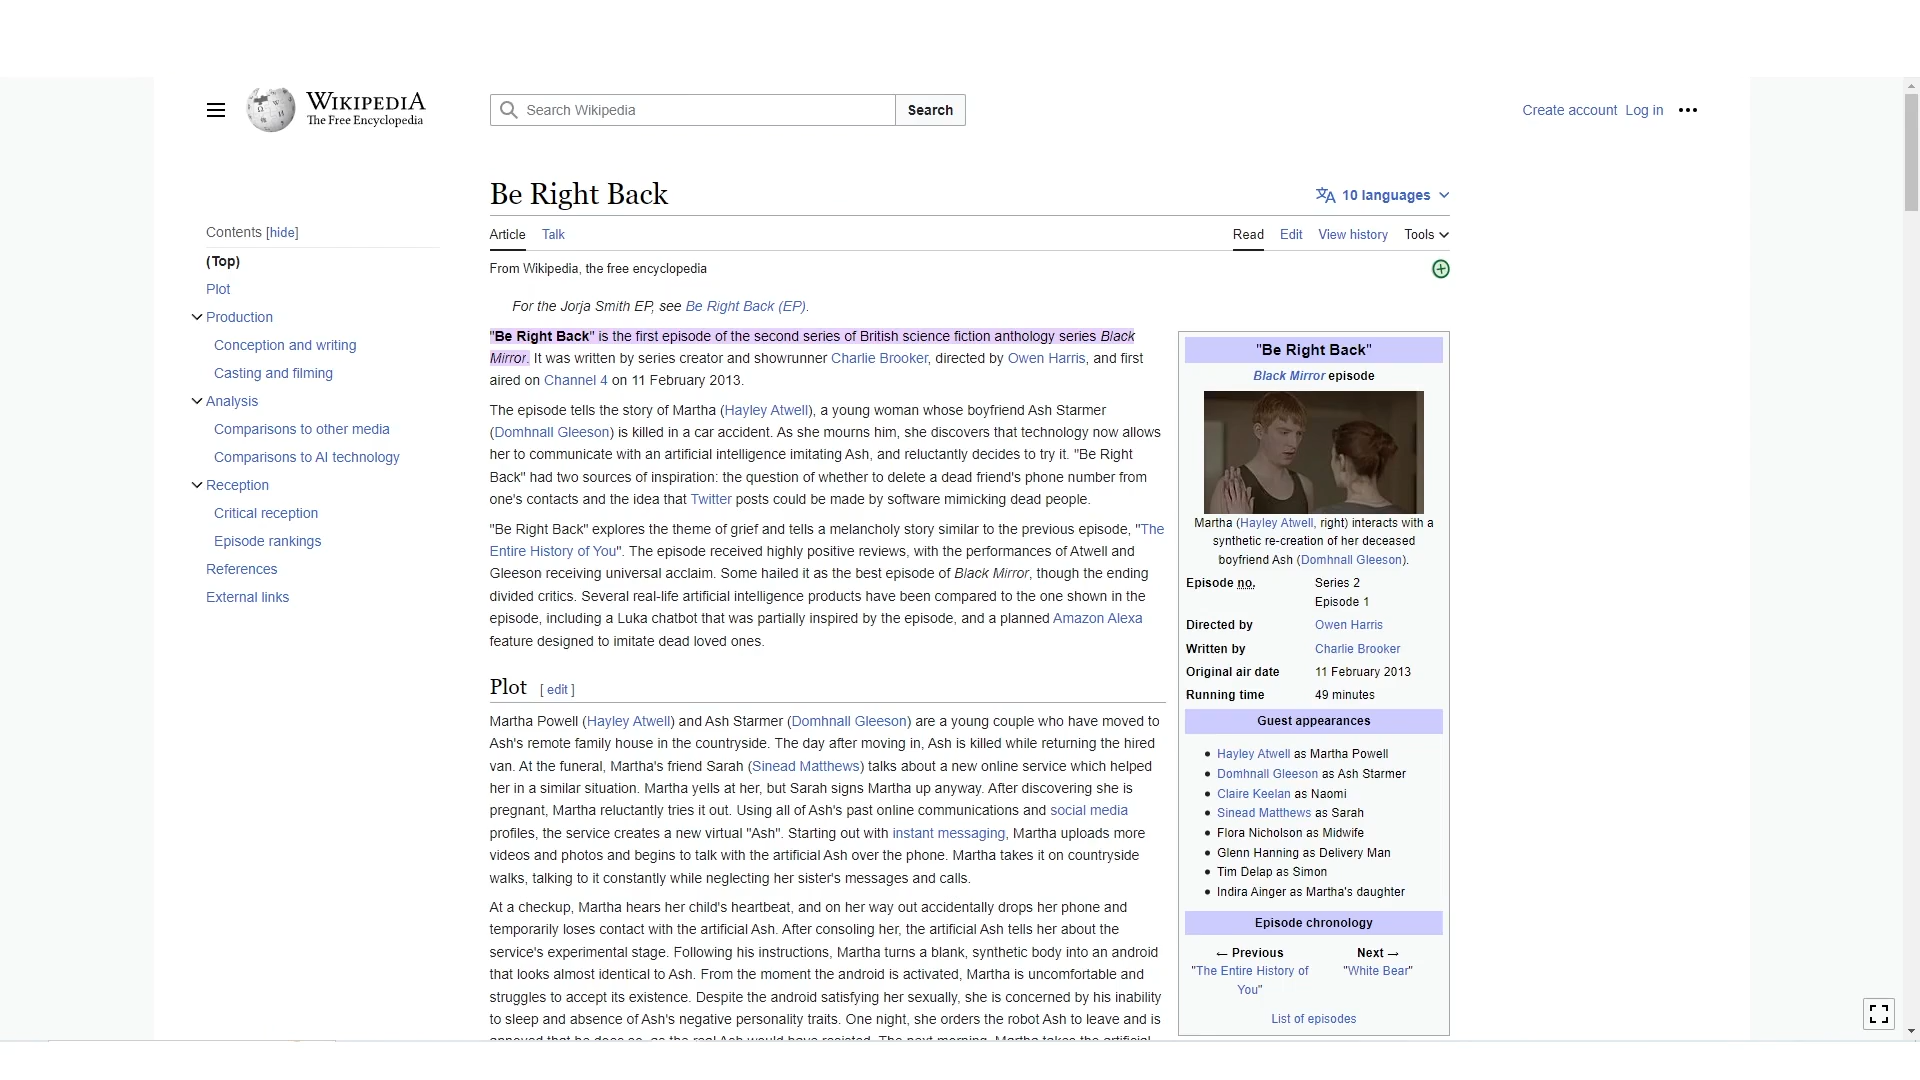 WIKIPEDIA
The Free Encyclopedia
Search Wikipedia
Search
Create account Log in
Be Right Back
10 languages
Contents [hide]
(Top)
Plot
Production
Conception and writing
Casting and filming
Analysis
Comparisons to other media
Comparisons to AI technology
Reception
Critical reception
Episode rankings
References
External links
Article Talk
Read Edit View history Tools
From Wikipedia, the free encyclopedia
For the Jorja Smith EP, see Be Right Back (EP).
"Be Right Back" is the first episode of the second series of British science fiction anthology series Black
Mirror. It was written by series creator and showrunner Charlie Brooker, directed by Owen Harris, and first
aired on Channel 4 on 11 February 2013.
The episode tells the story of Martha (Hayley Atwell), a young woman whose boyfriend Ash Starmer
(Domhnall Gleeson) is killed in a car accident. As she mourns him, she discovers that technology now allows
her to communicate with an artificial intelligence imitating Ash, and reluctantly decides to try it. "Be Right
Back" had two sources of inspiration: the question of whether to delete a dead friend's phone number from
one's contacts and the idea that Twitter posts could be made by software mimicking dead people.
"Be Right Back" explores the theme of grief and tells a melancholy story similar to the previous episode, "The
Entire History of You". The episode received highly positive reviews, with the performances of Atwell and
Gleeson receiving universal acclaim. Some hailed it as the best episode of Black Mirror, though the ending
divided critics. Several real-life artificial intelligence products have been compared to the one shown in the
episode, including a Luka chatbot that was partially inspired by the episode, and a planned Amazon Alexa
feature designed to imitate dead loved ones.
Plot [ edit ]
Martha Powell (Hayley Atwell) and Ash Starmer (Domhnall Gleeson) are a young couple who have moved to
Ash's remote family house in the countryside. The day after moving in, Ash is killed while returning the hired
van. At the funeral, Martha's friend Sarah (Sinead Matthews) talks about a new online service which helped
her in a similar situation. Martha yells at her, but Sarah signs Martha up anyway. After discovering she is
pregnant, Martha reluctantly tries it out. Using all of Ash's past online communications and social media
profiles, the service creates a new virtual "Ash". Starting out with instant messaging, Martha uploads more
videos and photos and begins to talk with the artificial Ash over the phone. Martha takes it on countryside
walks, talking to it constantly while neglecting her sister's messages and calls.
At a checkup, Martha hears her child's heartbeat, and on her way out accidentally drops her phone and
temporarily loses contact with the artificial Ash. After consoling her, the artificial Ash tells her about the
service's experimental stage. Following his instructions, Martha turns a blank, synthetic body into an android
that looks almost identical to Ash. From the moment the android is activated, Martha is uncomfortable and
struggles to accept its existence. Despite the android satisfying her sexually, she is concerned by his inability
to sleep and absence of Ash's negative personality traits. One night, she orders the robot Ash to leave and is
annoyed that he does so, as the real Ash would have resisted. The next morning, Martha takes the artificial
"Be Right Back"
Black Mirror episode
Martha (Hayley Atwell, right) interacts with a
synthetic re-creation of her deceased
boyfriend Ash (Domhnall Gleeson).
Episode no. Series 2
Episode 1
Directed by Owen Harris
Written by Charlie Brooker
Original air date 11 February 2013
Running time 49 minutes
Guest appearances
Hayley Atwell as Martha Powell
Domhnall Gleeson as Ash Starmer
Claire Keelan as Naomi
Sinead Matthews as Sarah
Flora Nicholson as Midwife
Glenn Hanning as Delivery Man
Tim Delap as Simon
Indira Ainger as Martha's daughter
Episode chronology
← Previous Next →
"The Entire History of "White Bear"
You"
List of episodes